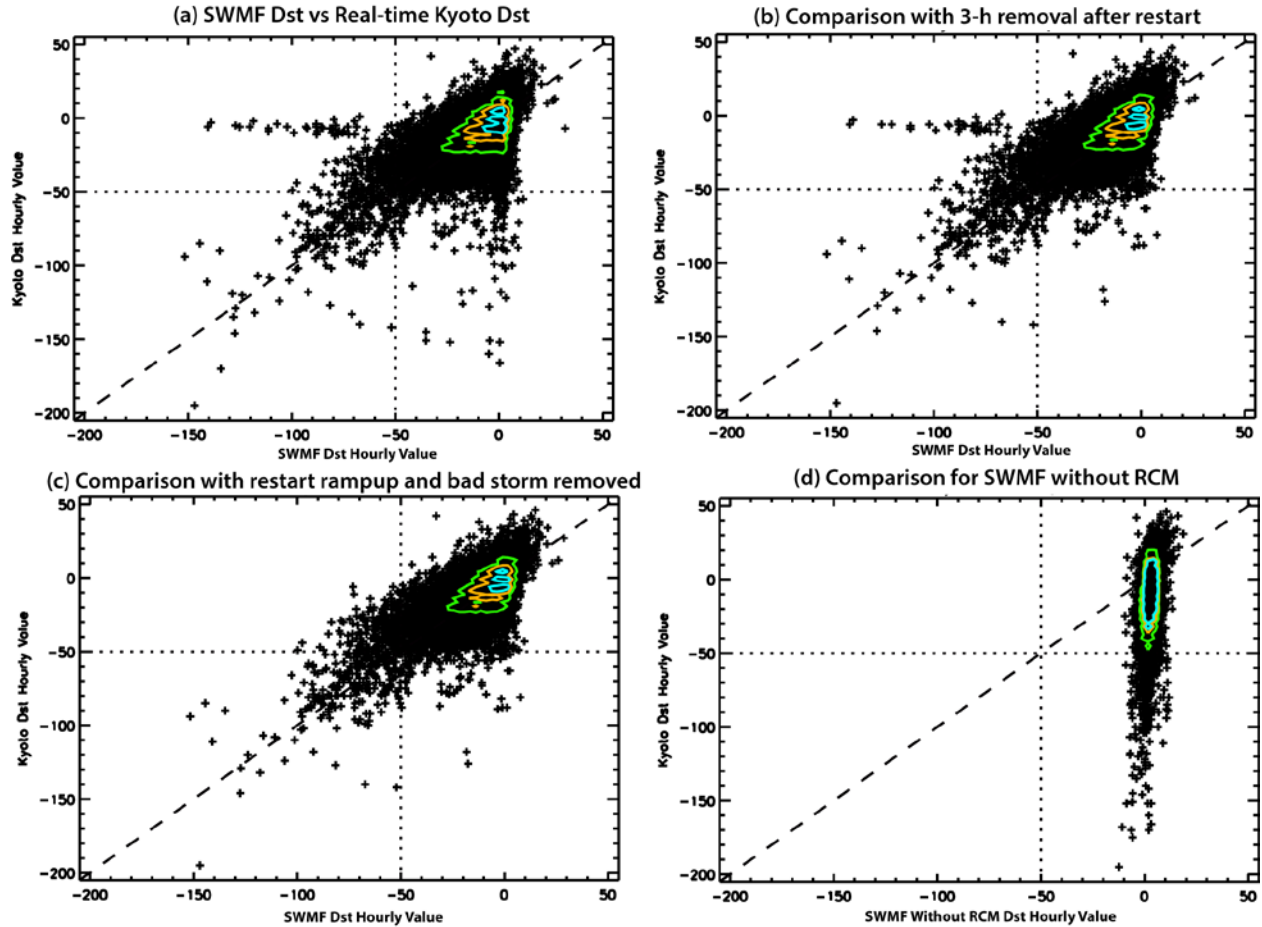 (a) SWMF Dst vs Real-time Kyoto Dst
50
0
−50
−100
−150
−200
Kyoto Dst Hourly Value
−200 −150 −100 −50 0 50
SWMF Dst Hourly Value
(b) Comparison with 3-h removal after restart
50
0
−50
−100
−150
−200
Kyoto Dst Hourly Value
−200 −150 −100 −50 0 50
SWMF Dst Hourly Value
(c) Comparison with restart rampup and bad storm removed
50
0
−50
−100
−150
−200
Kyoto Dst Hourly Value
−200 −150 −100 −50 0 50
SWMF Dst Hourly Value
(d) Comparison for SWMF without RCM
50
0
−50
−100
−150
−200
Kyoto Dst Hourly Value
−200 −150 −100 −50 0 50
SWMF Without RCM Dst Hourly Value